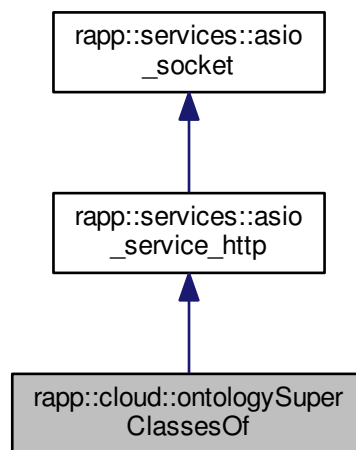 rapp::services::asio
_socket
rapp::services::asio
_service_http
rapp::cloud::ontologySuper
ClassesOf